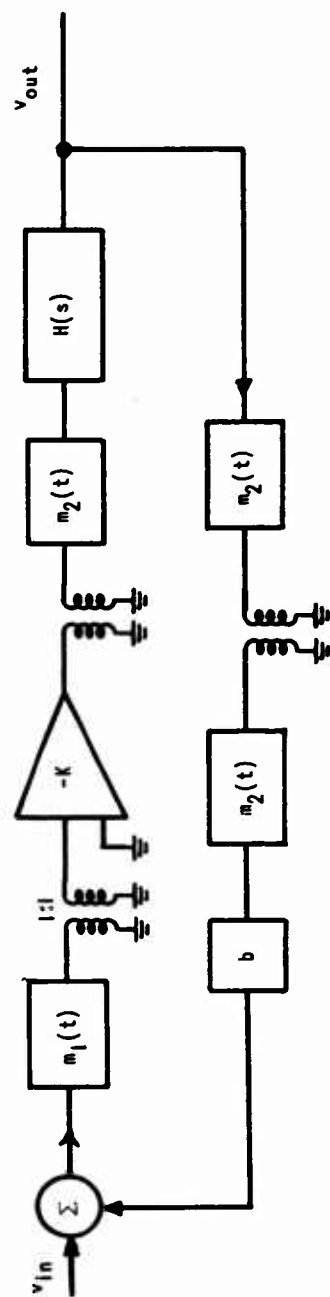 v_in
Σ
m_1(t)
1:1
-K
m_2(t)
H(s)
v_out
b
m_2(t)
m_2(t)